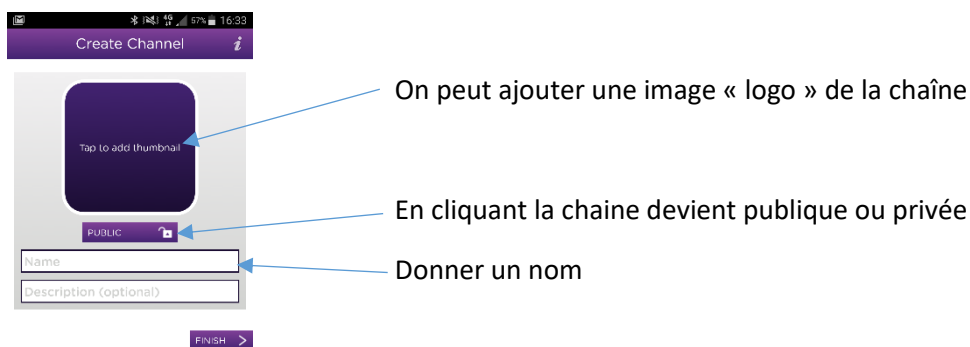 4G 57% 16:33
Create Channel i
On peut ajouter une image « logo » de la chaîne
Tap to add thumbnail
En cliquant la chaine devient publique ou privée
PUBLIC
Name
Donner un nom
Description (optional)
FINISH >